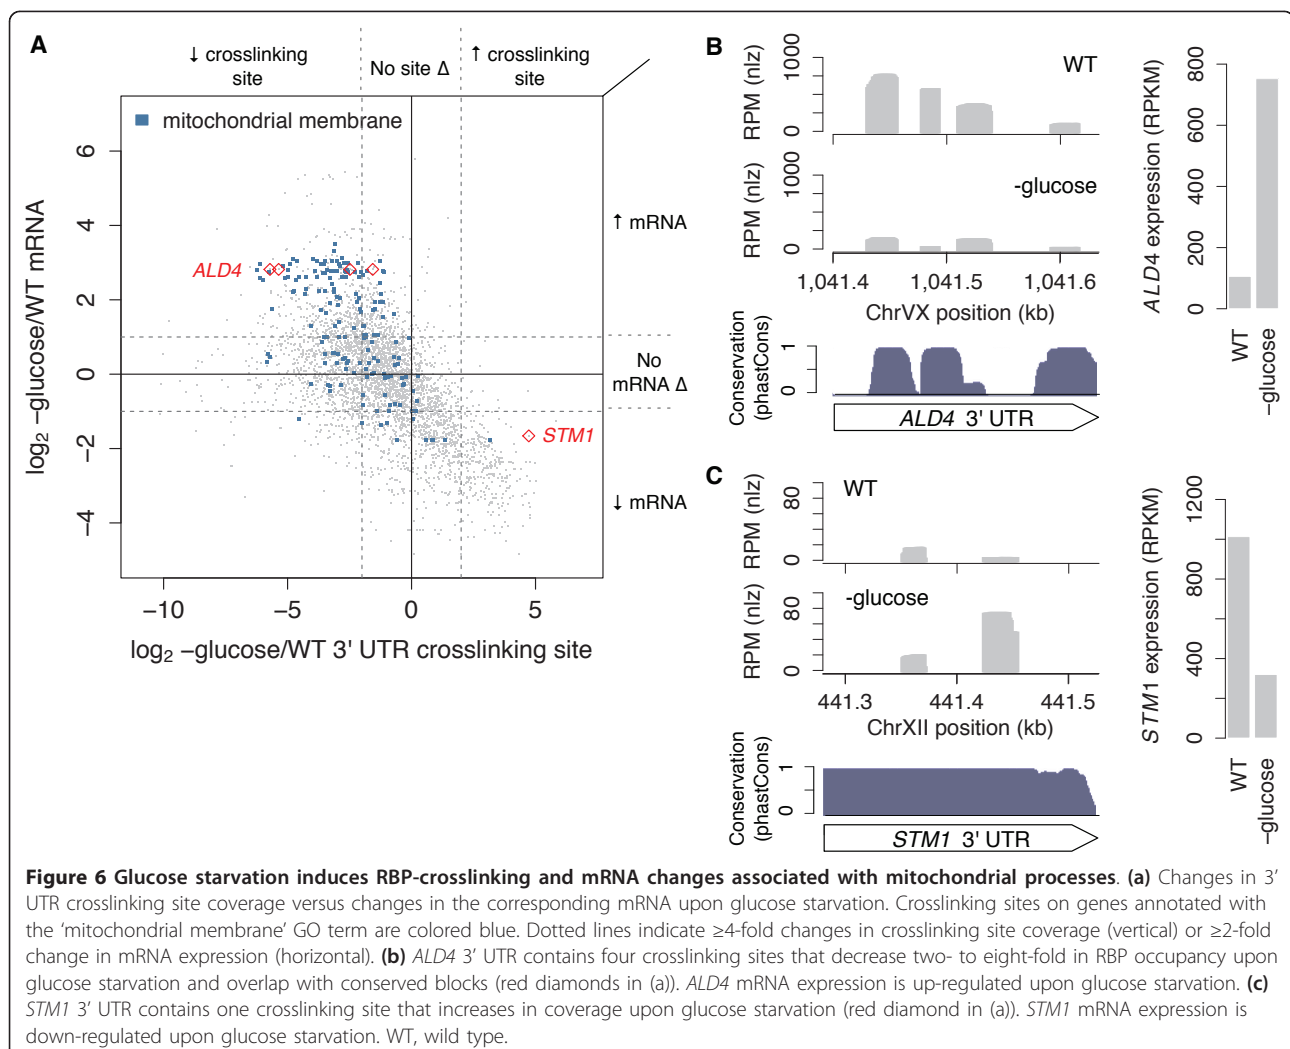 A
↓ crosslinking
site
No site Δ
↑ crosslinking
site
mitochondrial membrane
6
4
2
0
−2
−4
log2 −glucose/WT mRNA
ALD4
STM1
↑ mRNA
No
mRNA Δ
↓ mRNA
−10
−5
0
5
log2 −glucose/WT 3' UTR crosslinking site
B
RPM (nlz)
1000
0
WT
RPM (nlz)
1000
0
-glucose
1,041.4
1,041.5
1,041.6
ChrVX position (kb)
Conservation
(phastCons)
1
0
ALD4 3' UTR
ALD4 expression (RPKM)
800
600
400
200
0
WT
−glucose
C
RPM (nlz)
80
0
WT
RPM (nlz)
80
0
-glucose
441.3
441.4
441.5
ChrXII position (kb)
Conservation
(phastCons)
1
0
STM1 3' UTR
STM1 expression (RPKM)
1200
800
400
0
WT
−glucose
Figure 6 Glucose starvation induces RBP-crosslinking and mRNA changes associated with mitochondrial processes. (a) Changes in 3'
UTR crosslinking site coverage versus changes in the corresponding mRNA upon glucose starvation. Crosslinking sites on genes annotated with
the 'mitochondrial membrane' GO term are colored blue. Dotted lines indicate ≥4-fold changes in crosslinking site coverage (vertical) or ≥2-fold
change in mRNA expression (horizontal). (b) ALD4 3' UTR contains four crosslinking sites that decrease two- to eight-fold in RBP occupancy upon
glucose starvation and overlap with conserved blocks (red diamonds in (a)). ALD4 mRNA expression is up-regulated upon glucose starvation. (c)
STM1 3' UTR contains one crosslinking site that increases in coverage upon glucose starvation (red diamond in (a)). STM1 mRNA expression is
down-regulated upon glucose starvation. WT, wild type.